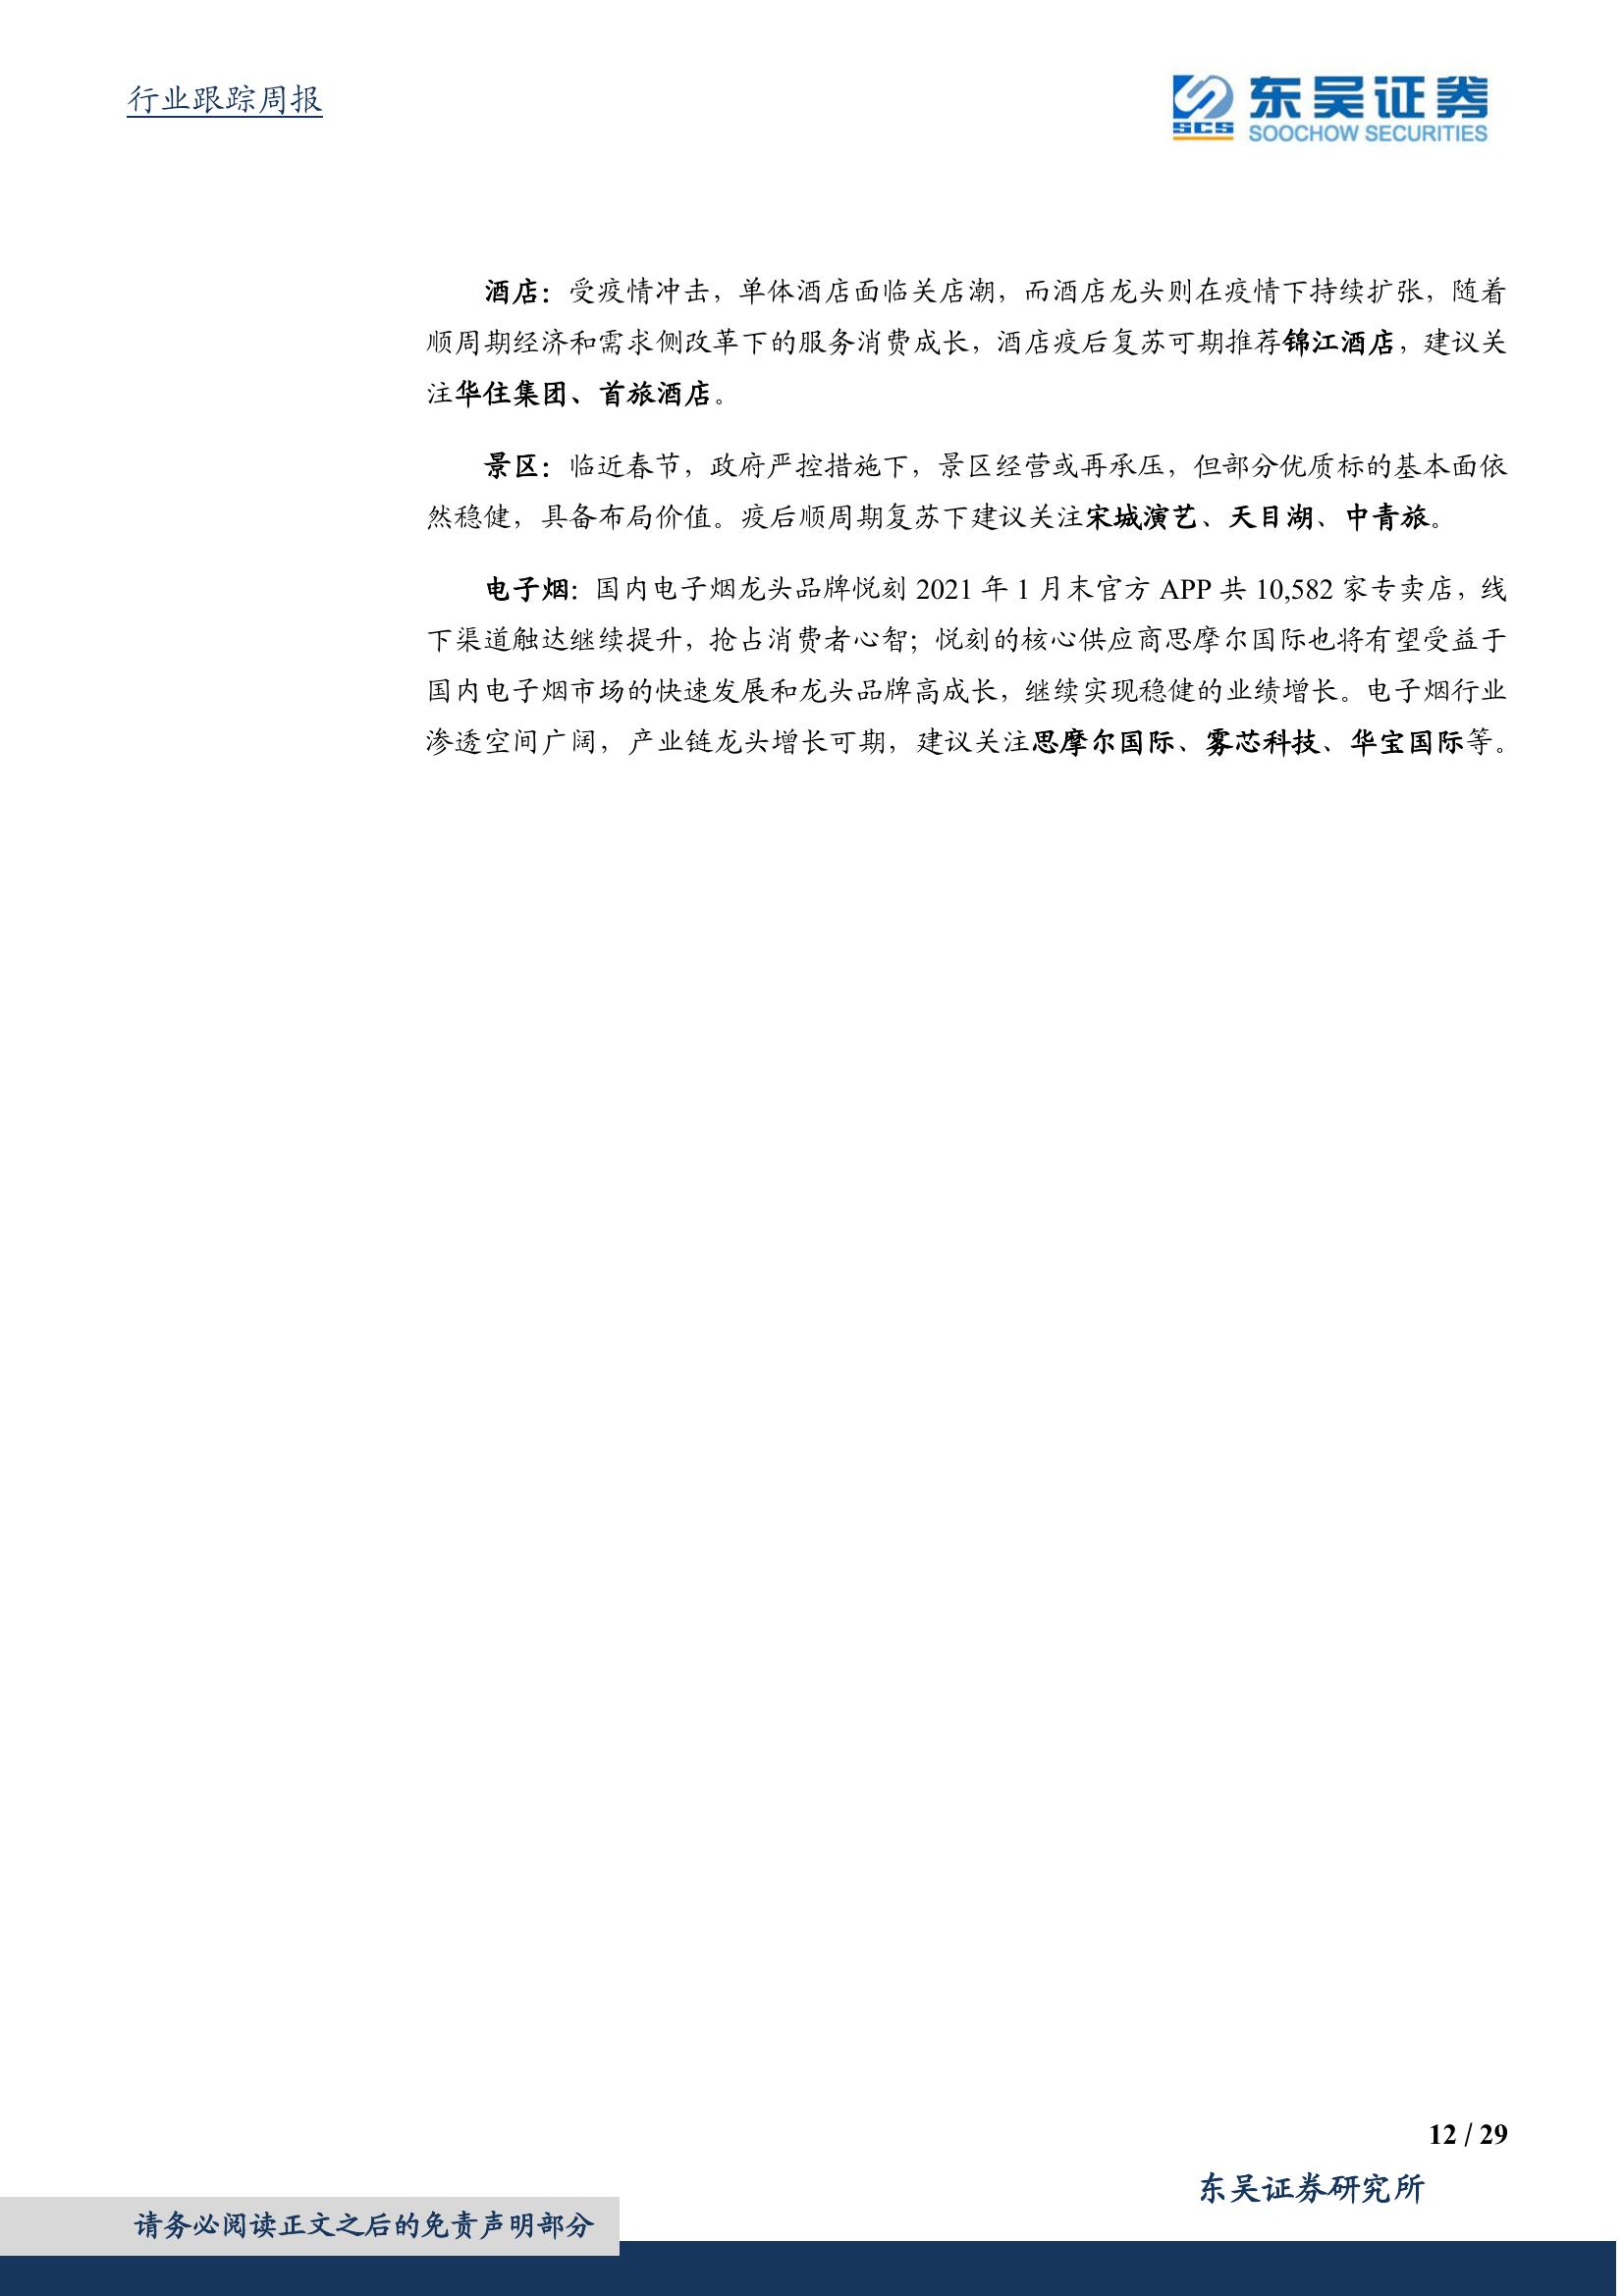 行业跟踪周报
SCS 东吴证券
SOOCHOW SECURITIES
酒店：受疫情冲击，单体酒店面临关店潮，而酒店龙头则在疫情下持续扩张，随着
顺周期经济和需求侧改革下的服务消费成长，酒店疫后复苏可期推荐锦江酒店，建议关
注华住集团、首旅酒店。
景区：临近春节，政府严控措施下，景区经营或再承压，但部分优质标的基本面依
然稳健，具备布局价值。疫后顺周期复苏下建议关注宋城演艺、天目湖、中青旅。
电子烟：国内电子烟龙头品牌悦刻 2021 年 1 月末官方 APP 共 10,582 家专卖店，线
下渠道触达继续提升，抢占消费者心智；悦刻的核心供应商思摩尔国际也将有望受益于
国内电子烟市场的快速发展和龙头品牌高成长，继续实现稳健的业绩增长。电子烟行业
渗透空间广阔，产业链龙头增长可期，建议关注思摩尔国际、雾芯科技、华宝国际等。
12 / 29
东吴证券研究所
请务必阅读正文之后的免责声明部分